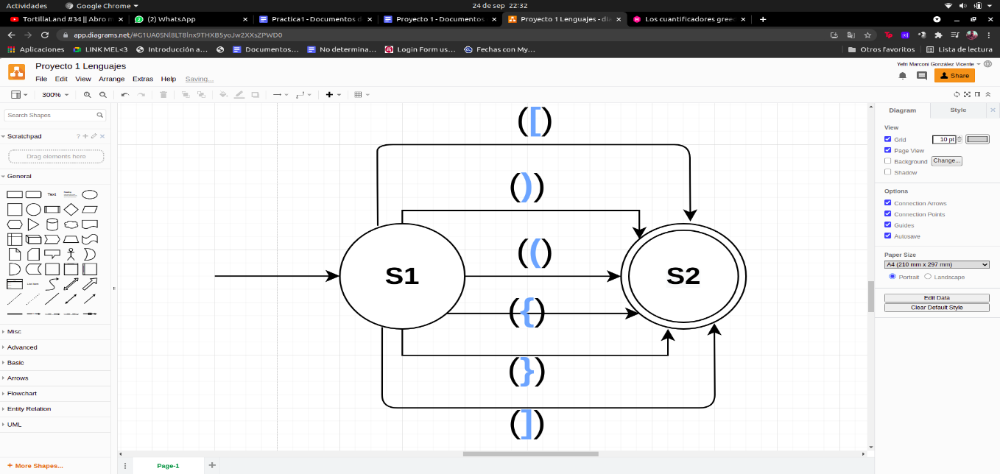 Actividades
Google Chrome
24 de sep 22:32
TortillaLand #34 || Abro m
(2) WhatsApp
Practica1 - Documentos d
Proyecto 1 - Documentos
Proyecto 1 Lenguajes - dia
Los cuantificadores greed
app.diagrams.net/#G1UA0SNl8LT8lnx9THXB5yoJw2XXsZPWD0
Aplicaciones
LINK MEL<3
Introducción a...
Documentos...
No determina...
Login Form us...
Fechas con My...
Otros favoritos
Lista de lectura
Proyecto 1 Lenguajes
Yefri Marconi González Vicente
File Edit View Arrange Extras Help Saving...
Share
300%
Search Shapes
Scratchpad
Drag elements here
General
Text
Misc
Advanced
Basic
Arrows
Flowchart
Entity Relation
UML
+ More Shapes...
([)
())
(()
S1
S2
({)
(})
(])
Page-1
Diagram
Style
View
Grid
10 pt
Page View
Background
Change...
Shadow
Options
Connection Arrows
Connection Points
Guides
Autosave
Paper Size
A4 (210 mm x 297 mm)
Portrait
Landscape
Edit Data
Clear Default Style